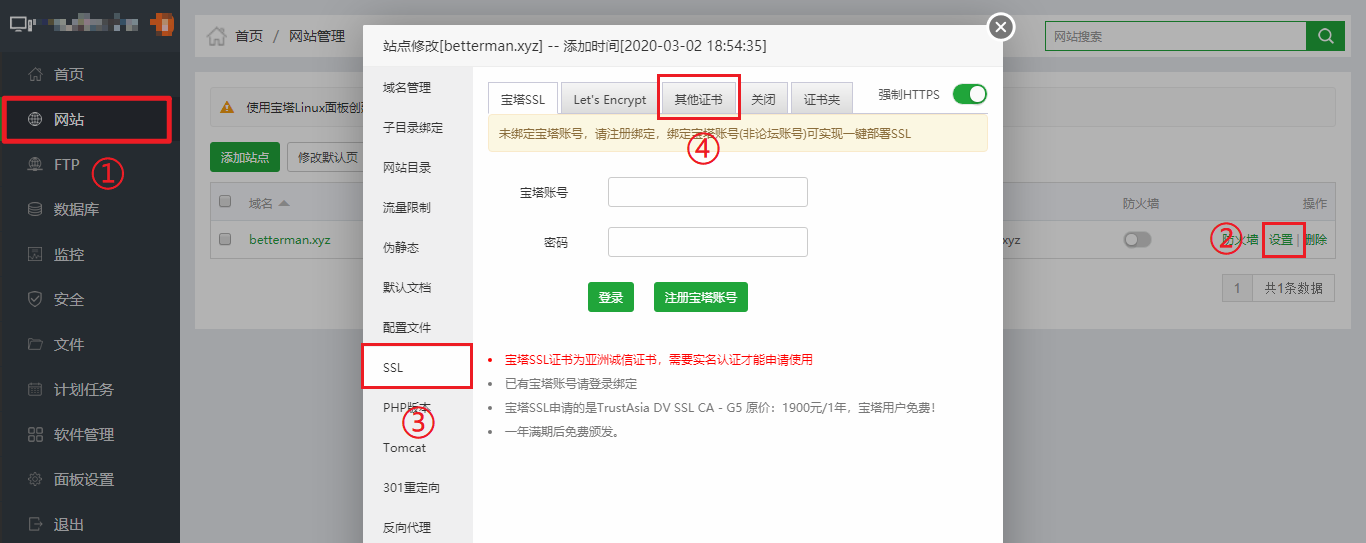 首页
网站
①
FTP
数据库
监控
安全
文件
计划任务
软件管理
面板设置
退出
首页 / 网站管理
网站搜索
使用宝塔Linux面板创建
添加站点
修改默认页
域名
防火墙
操作
betterman.xyz
xyz
防火墙 | 设置 | 删除
②
1
共1条数据
站点修改[betterman.xyz] -- 添加时间[2020-03-02 18:54:35]
域名管理
子目录绑定
网站目录
流量限制
伪静态
默认文档
配置文件
SSL
PHP版本
③
Tomcat
301重定向
反向代理
宝塔SSL
Let's Encrypt
其他证书
关闭
证书夹
强制HTTPS
未绑定宝塔账号，请注册绑定，绑定宝塔账号(非论坛账号)可实现一键部署SSL
④
宝塔账号
密码
登录
注册宝塔账号
宝塔SSL证书为亚洲诚信证书，需要实名认证才能申请使用
已有宝塔账号请登录绑定
宝塔SSL申请的是TrustAsia DV SSL CA - G5 原价：1900元/1年，宝塔用户免费！
一年满期后免费颁发。